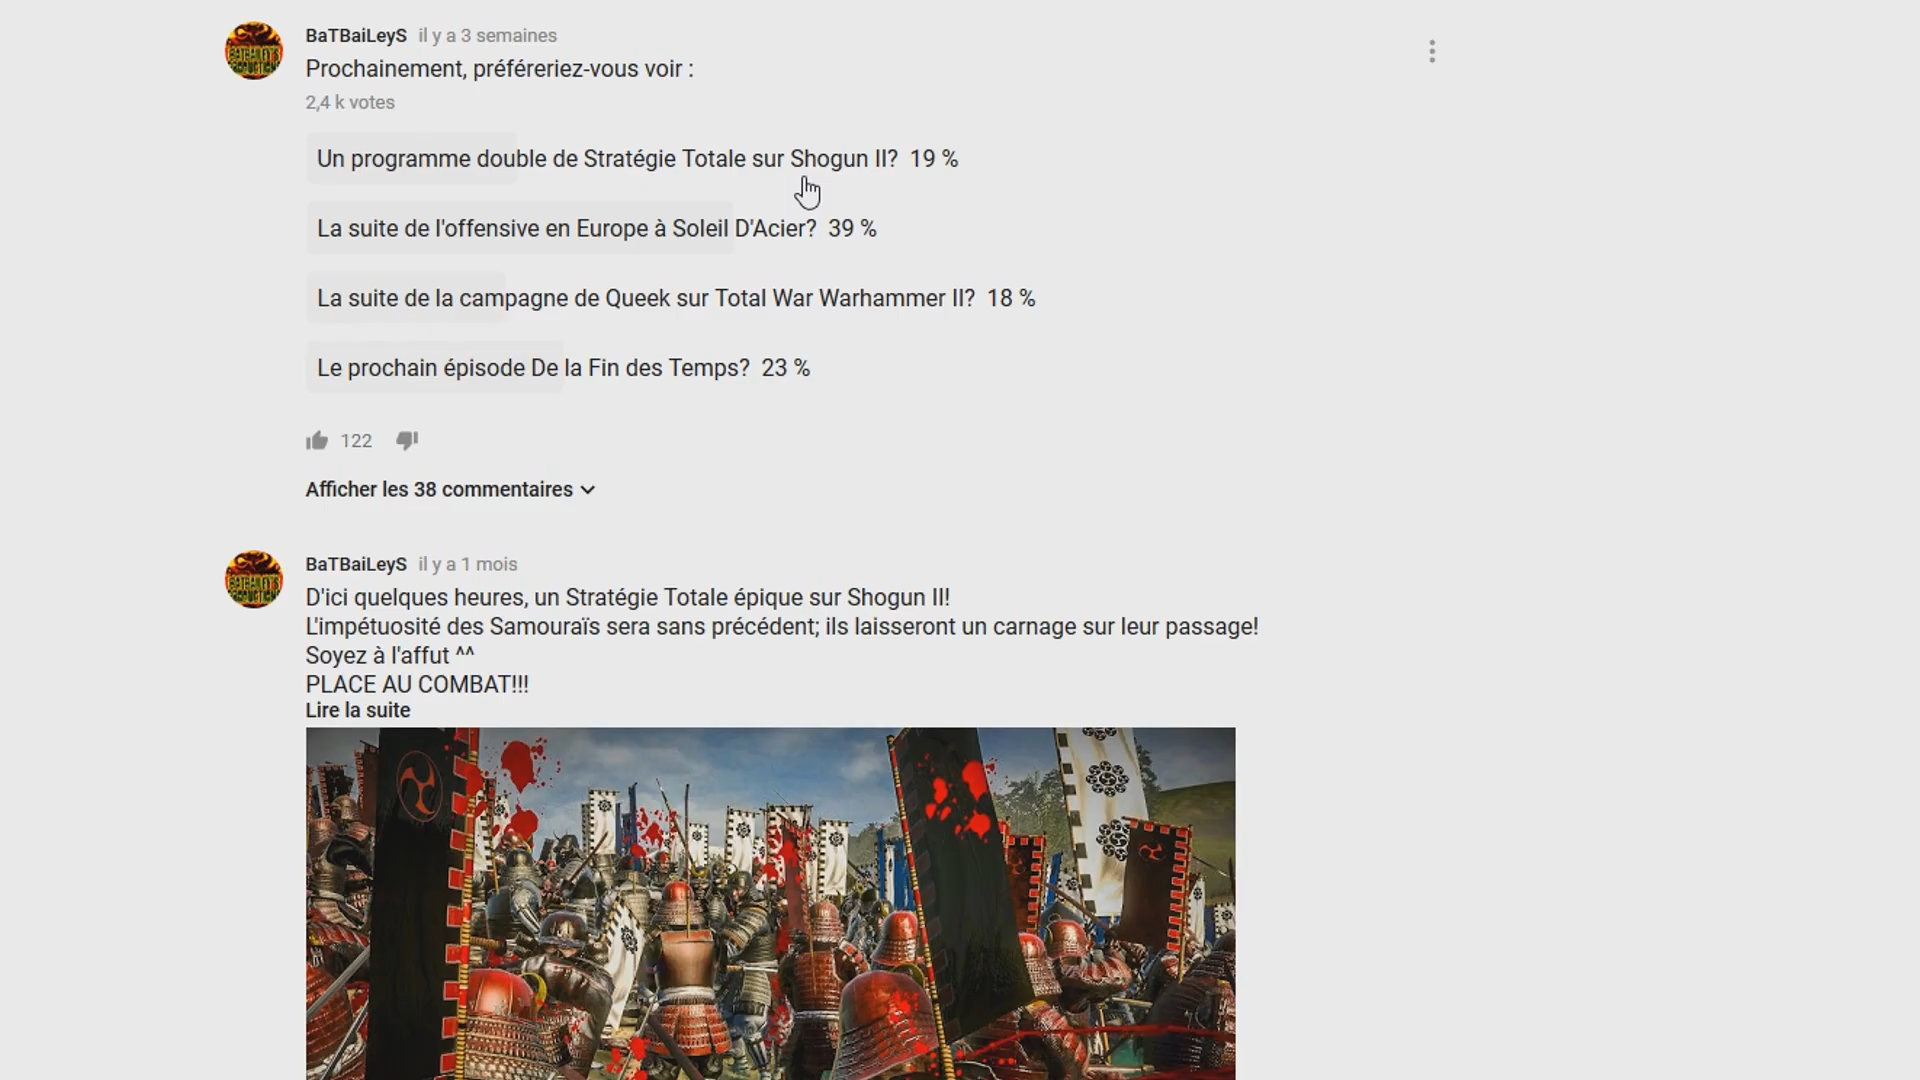 BaTBaiLeyS il y a 3 semaines
Prochainement, préféreriez-vous voir :
2,4 k votes
Un programme double de Stratégie Totale sur Shogun II? 19 %
La suite de l'offensive en Europe à Soleil D'Acier? 39 %
La suite de la campagne de Queek sur Total War Warhammer II? 18 %
Le prochain épisode De la Fin des Temps? 23 %
122
Afficher les 38 commentaires
BaTBaiLeyS il y a 1 mois
D'ici quelques heures, un Stratégie Totale épique sur Shogun II!
L'impétuosité des Samouraïs sera sans précédent; ils laisseront un carnage sur leur passage!
Soyez à l'affut ^^
PLACE AU COMBAT!!!
Lire la suite